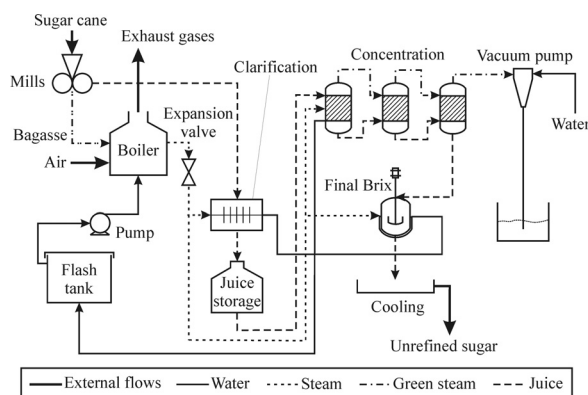 Sugar cane
Exhaust gases
Mills
Clarification
Concentration
Vacuum pump
Expansion
valve
Bagasse
Boiler
Air
Water
Final Brix
Pump
Flash
tank
Juice
storage
Cooling
Unrefined sugar
External flows
Water
Steam
Green steam
Juice